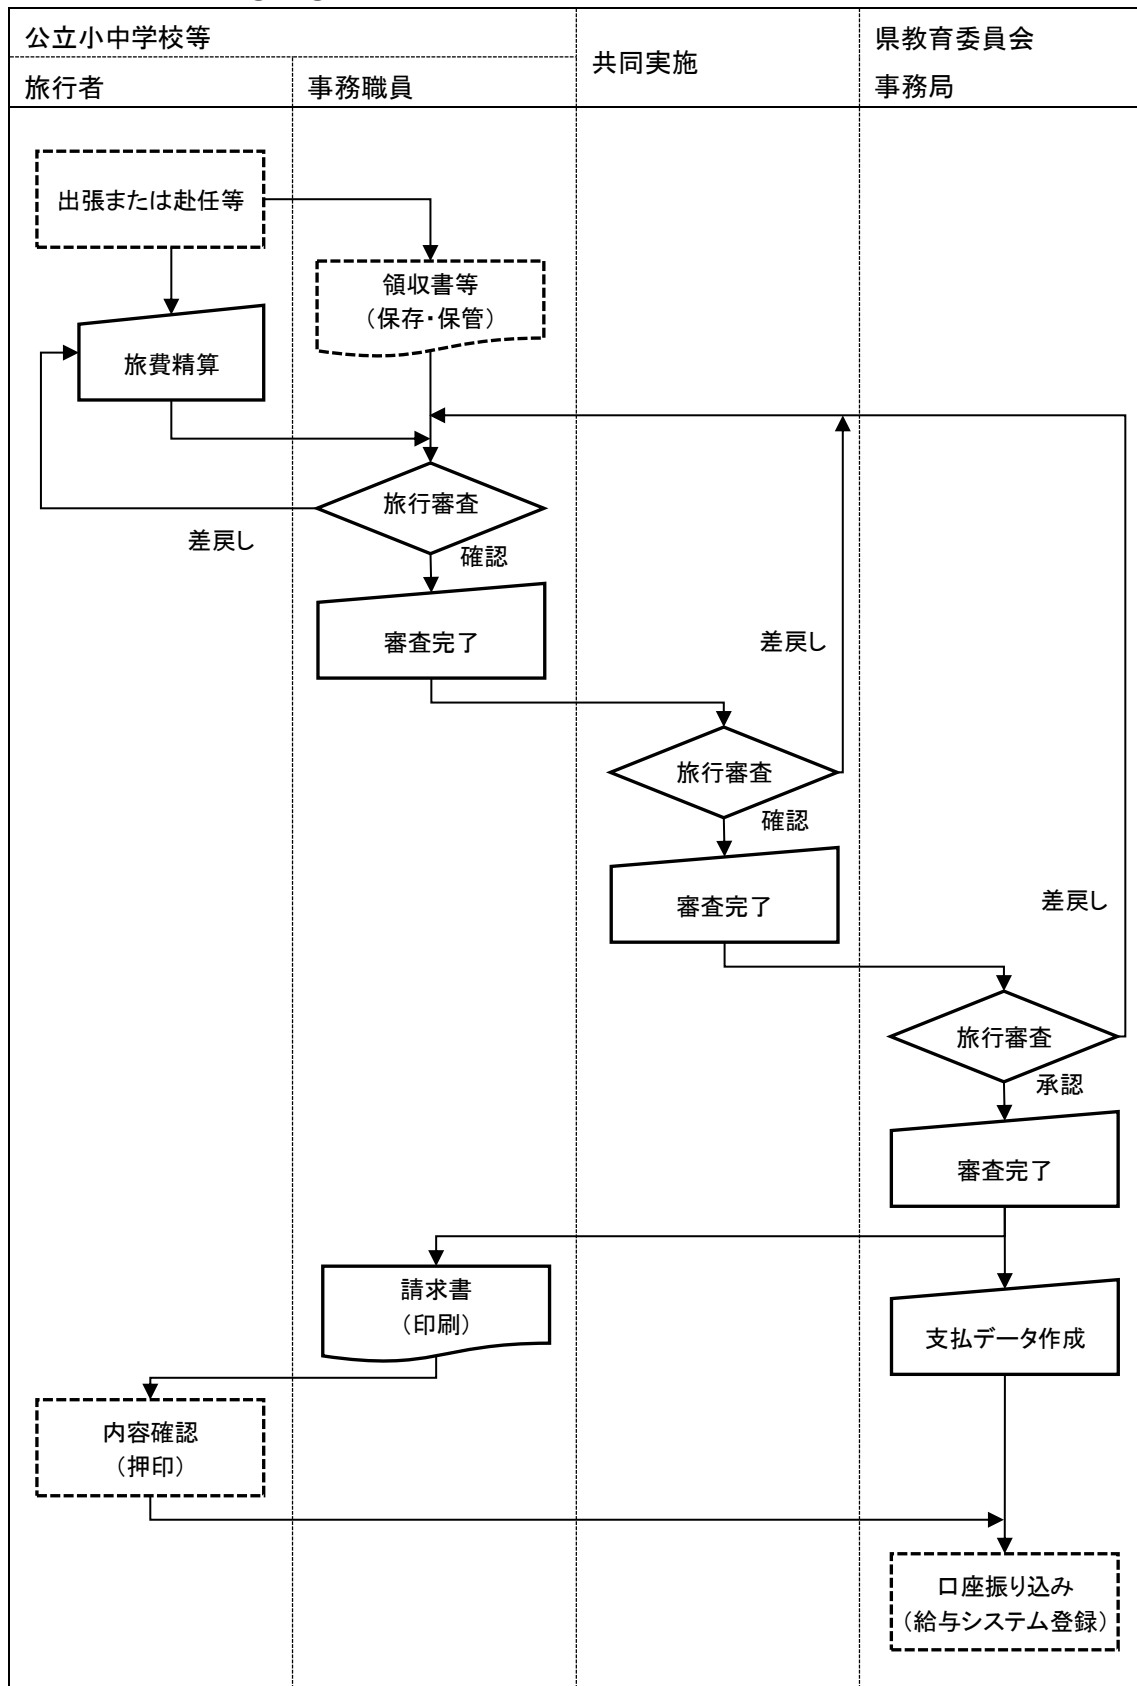 公立小中学校等
旅行者
事務職員
共同実施
県教育委員会
事務局
出張または赴任等
領収書等
（保存・保管）
旅費精算
旅行審査
差戻し
確認
審査完了
差戻し
旅行審査
確認
審査完了
差戻し
旅行審査
承認
審査完了
請求書
（印刷）
支払データ作成
内容確認
（押印）
口座振り込み
（給与システム登録）